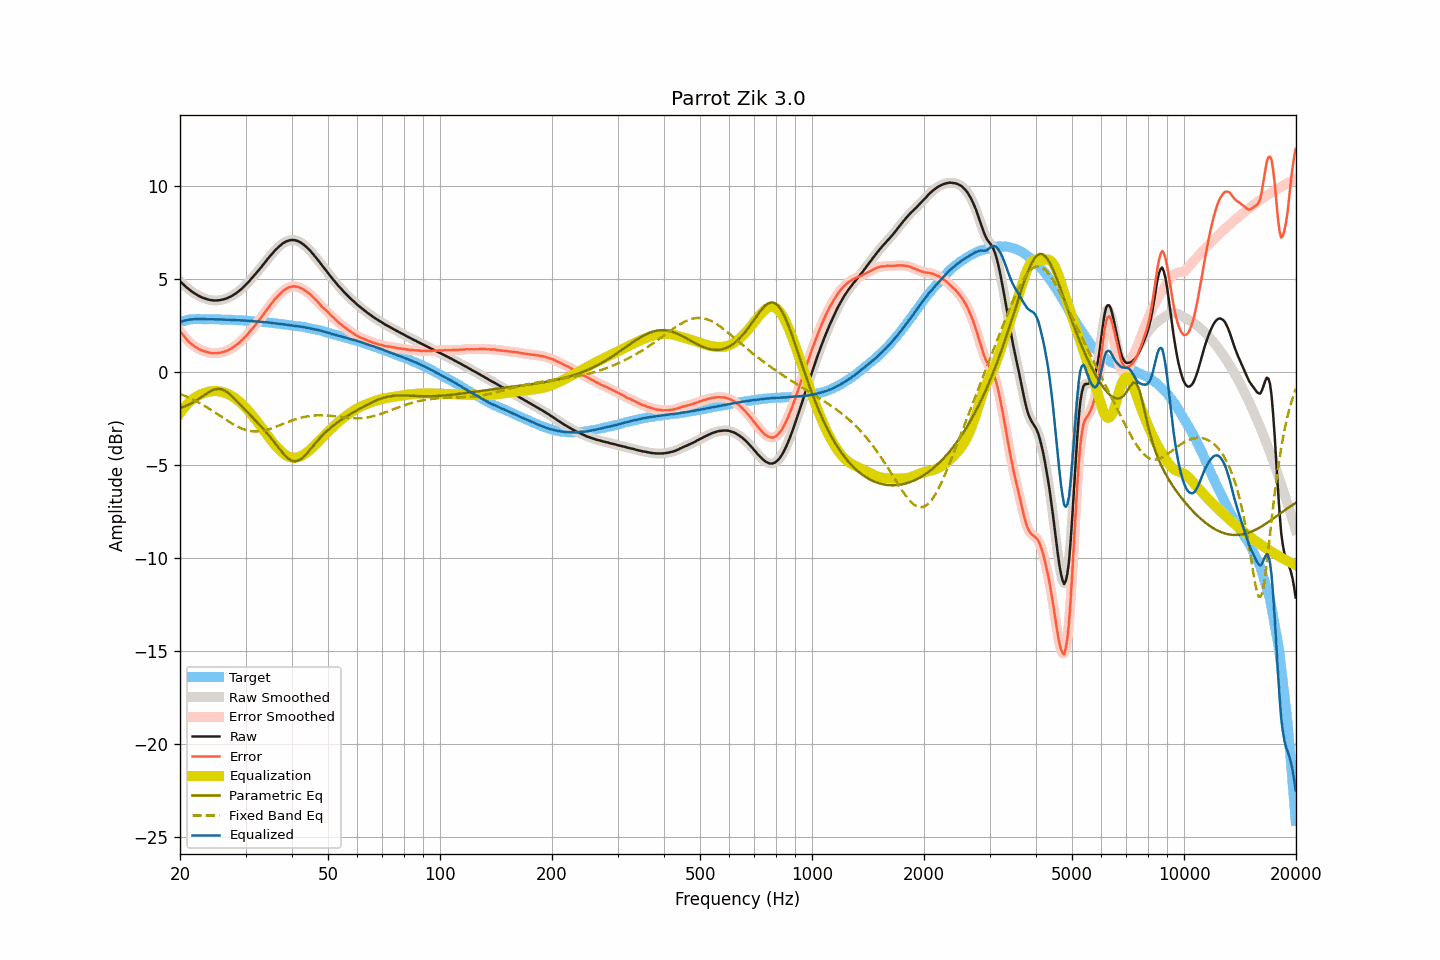 Parrot Zik 3.0
10
5
0
−5
−10
−15
−20
−25
Amplitude (dBr)
Target
Raw Smoothed
Error Smoothed
Raw
Error
Equalization
Parametric Eq
Fixed Band Eq
Equalized
20 50 100 200 500 1000 2000 5000 10000 20000
Frequency (Hz)